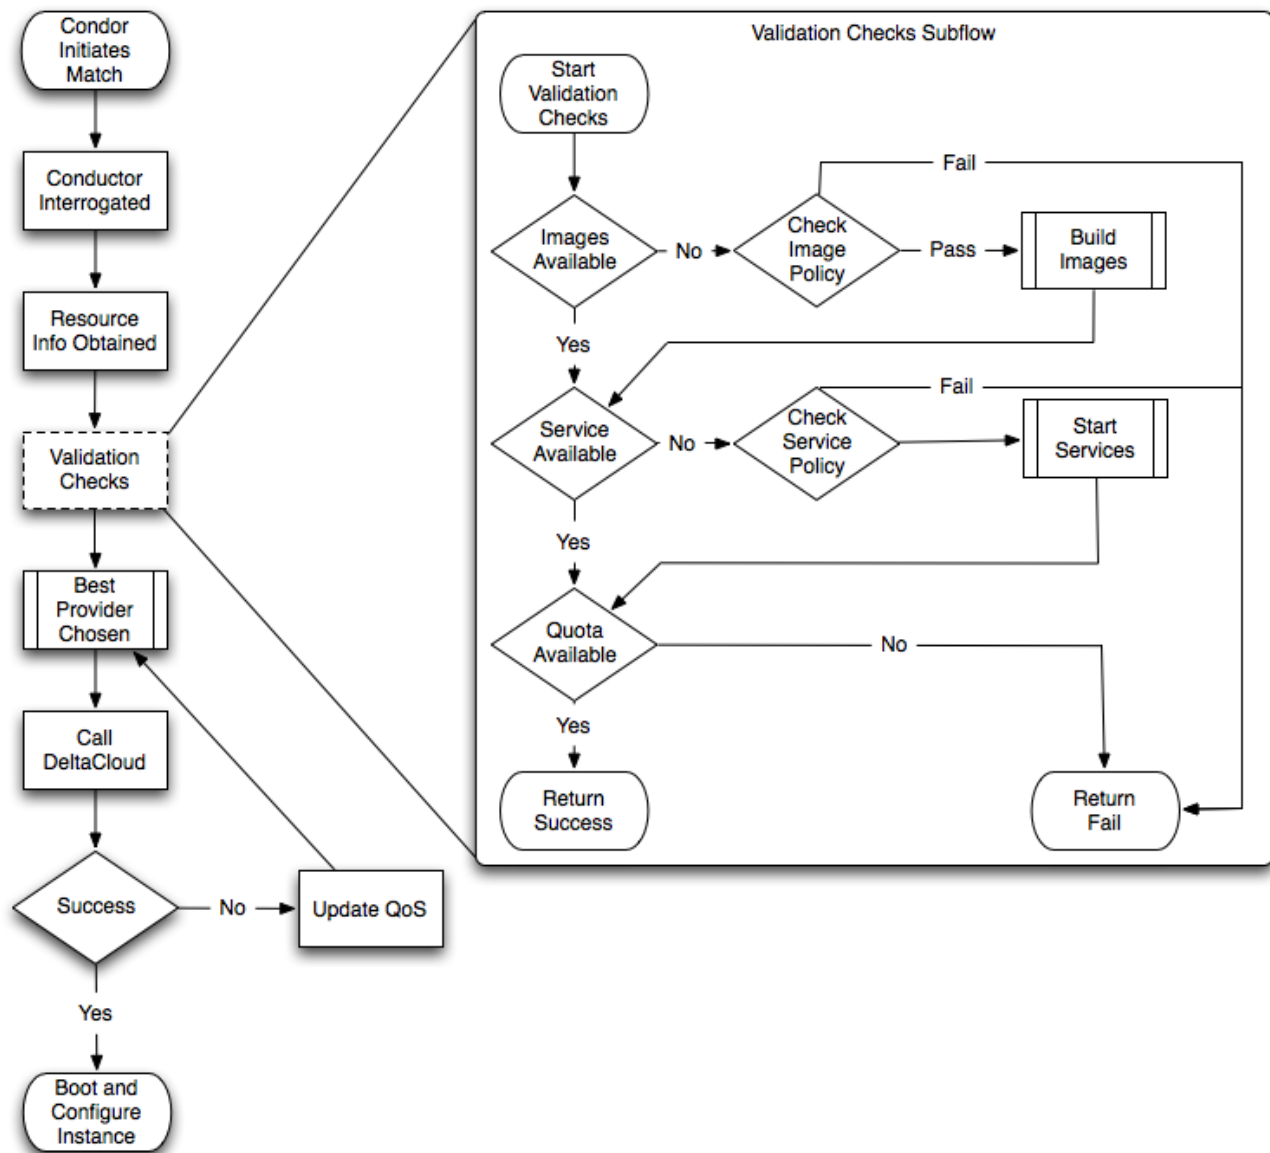 Condor
Initiates
Match
Conductor
Interrogated
Resource
Info Obtained
Validation
Checks
Best
Provider
Chosen
Call
DeltaCloud
Success
No
Update QoS
Yes
Boot and
Configure
Instance
Validation Checks Subflow
Start
Validation
Checks
Images
Available
No
Check
Image
Policy
Fail
Pass
Build
Images
Yes
Service
Available
No
Check
Service
Policy
Fail
Start
Services
Yes
Quota
Available
No
Yes
Return
Success
Return
Fail